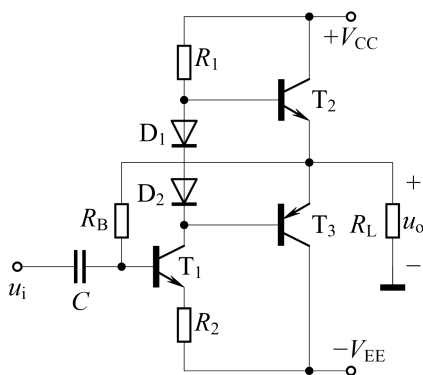 +V_CC
R_1
T_2
D_1
D_2
+
R_B
T_3
R_L
u_o
T_1
−
u_i
C
R_2
−V_EE